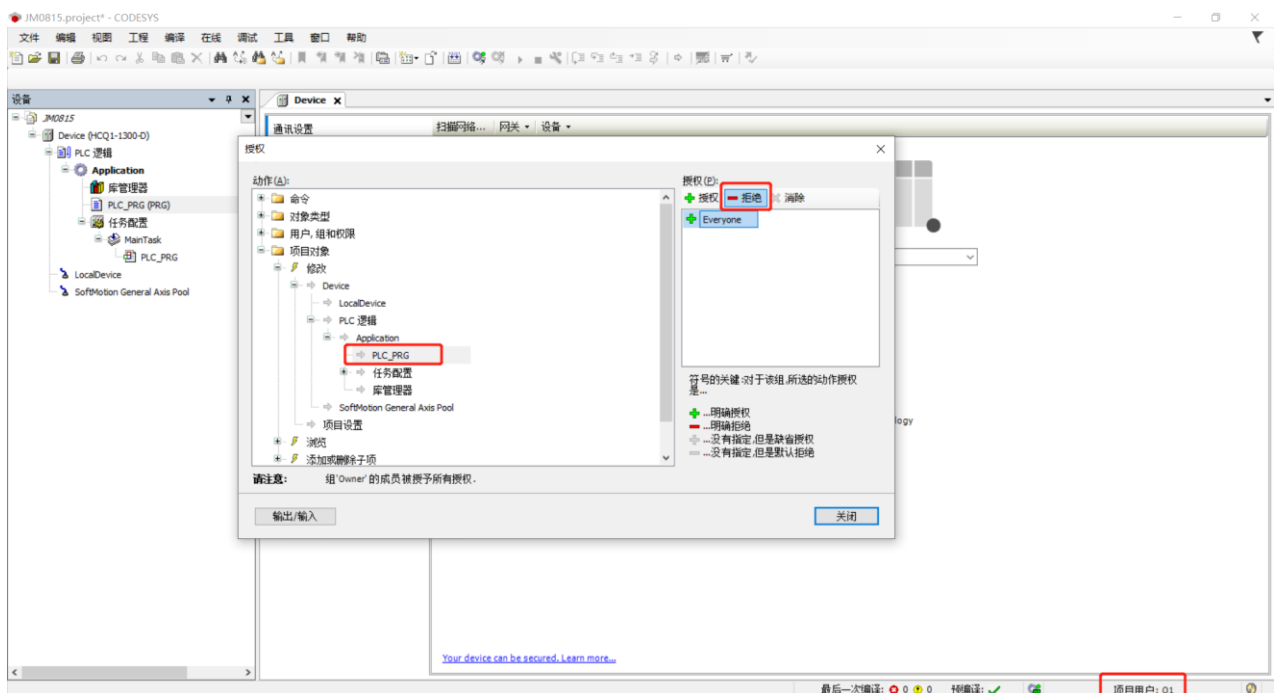 JM0815.project* - CODESYS
文件 编辑 视图 工程 编译 在线 调试 工具 窗口 帮助
设备
Device
JM0815
Device (HCQ1-1300-D)
PLC 逻辑
Application
库管理器
PLC_PRG (PRG)
任务配置
MainTask
PLC_PRG
LocalDevice
SoftMotion General Axis Pool
通讯设置
扫描网络... 网关 设备
授权
动作(A):
命令
对象类型
用户, 组和权限
项目对象
修改
Device
LocalDevice
PLC 逻辑
Application
PLC_PRG
任务配置
库管理器
SoftMotion General Axis Pool
项目设置
浏览
添加或删除子项
授权(P):
授权 拒绝 消除
Everyone
符号的关键:对于该组,所选的动作授权
是...
...明确授权
...明确拒绝
...没有指定,但是缺省授权
...没有指定,但是默认拒绝
请注意: 组'Owner'的成员被授予所有授权.
输出/输入
关闭
logy
Your device can be secured. Learn more...
最后一次编译: 0 0 预编译:
项目用户: 01